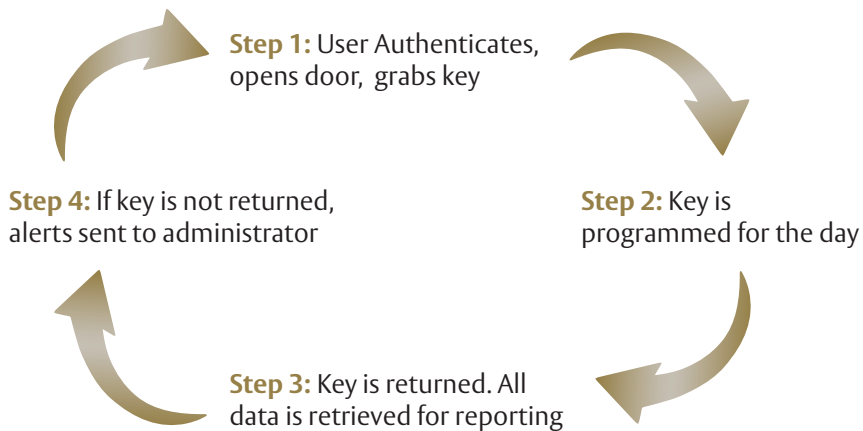 Step 1: User Authenticates,
opens door, grabs key
Step 2: Key is
programmed for the day
Step 3: Key is returned. All
data is retrieved for reporting
Step 4: If key is not returned,
alerts sent to administrator